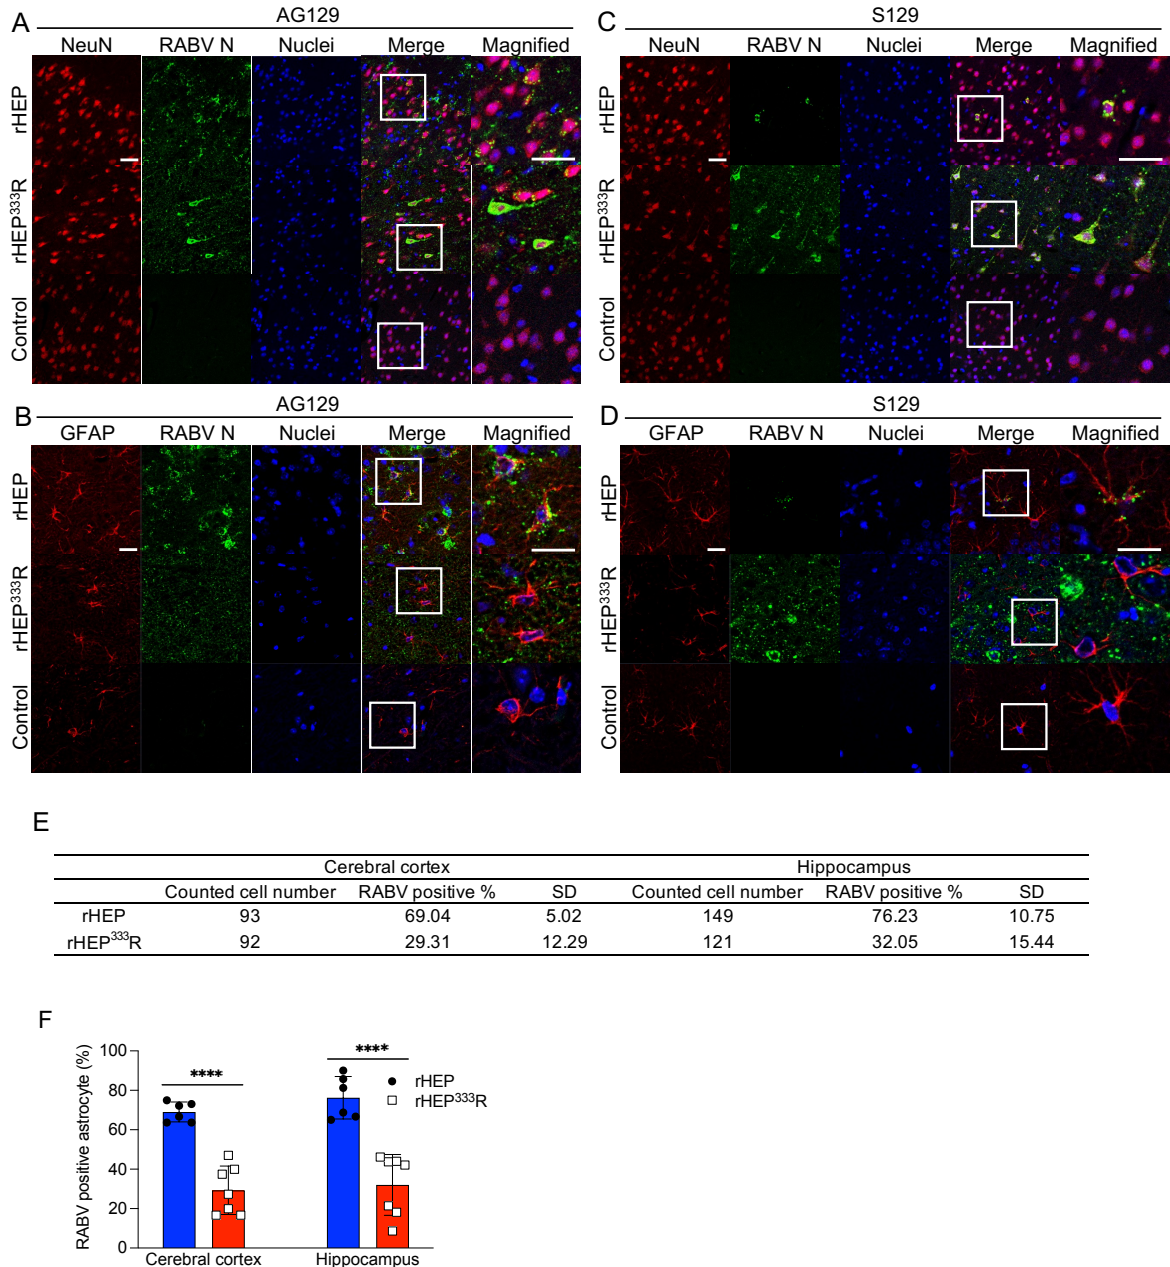 A
AG129
NeuN RABV N Nuclei Merge Magnified
rHEP
rHEP³³³R
Control
B
AG129
GFAP RABV N Nuclei Merge Magnified
rHEP
rHEP³³³R
Control
C
S129
NeuN RABV N Nuclei Merge Magnified
rHEP
rHEP³³³R
Control
D
S129
GFAP RABV N Nuclei Merge Magnified
rHEP
rHEP³³³R
Control
E
Cerebral cortex Hippocampus
Counted cell number RABV positive % SD Counted cell number RABV positive % SD
rHEP 93 69.04 5.02 149 76.23 10.75
rHEP³³³R 92 29.31 12.29 121 32.05 15.44
F
RABV positive astrocyte (%)
100
80
60
40
20
0
**** ****
rHEP
rHEP³³³R
Cerebral cortex Hippocampus